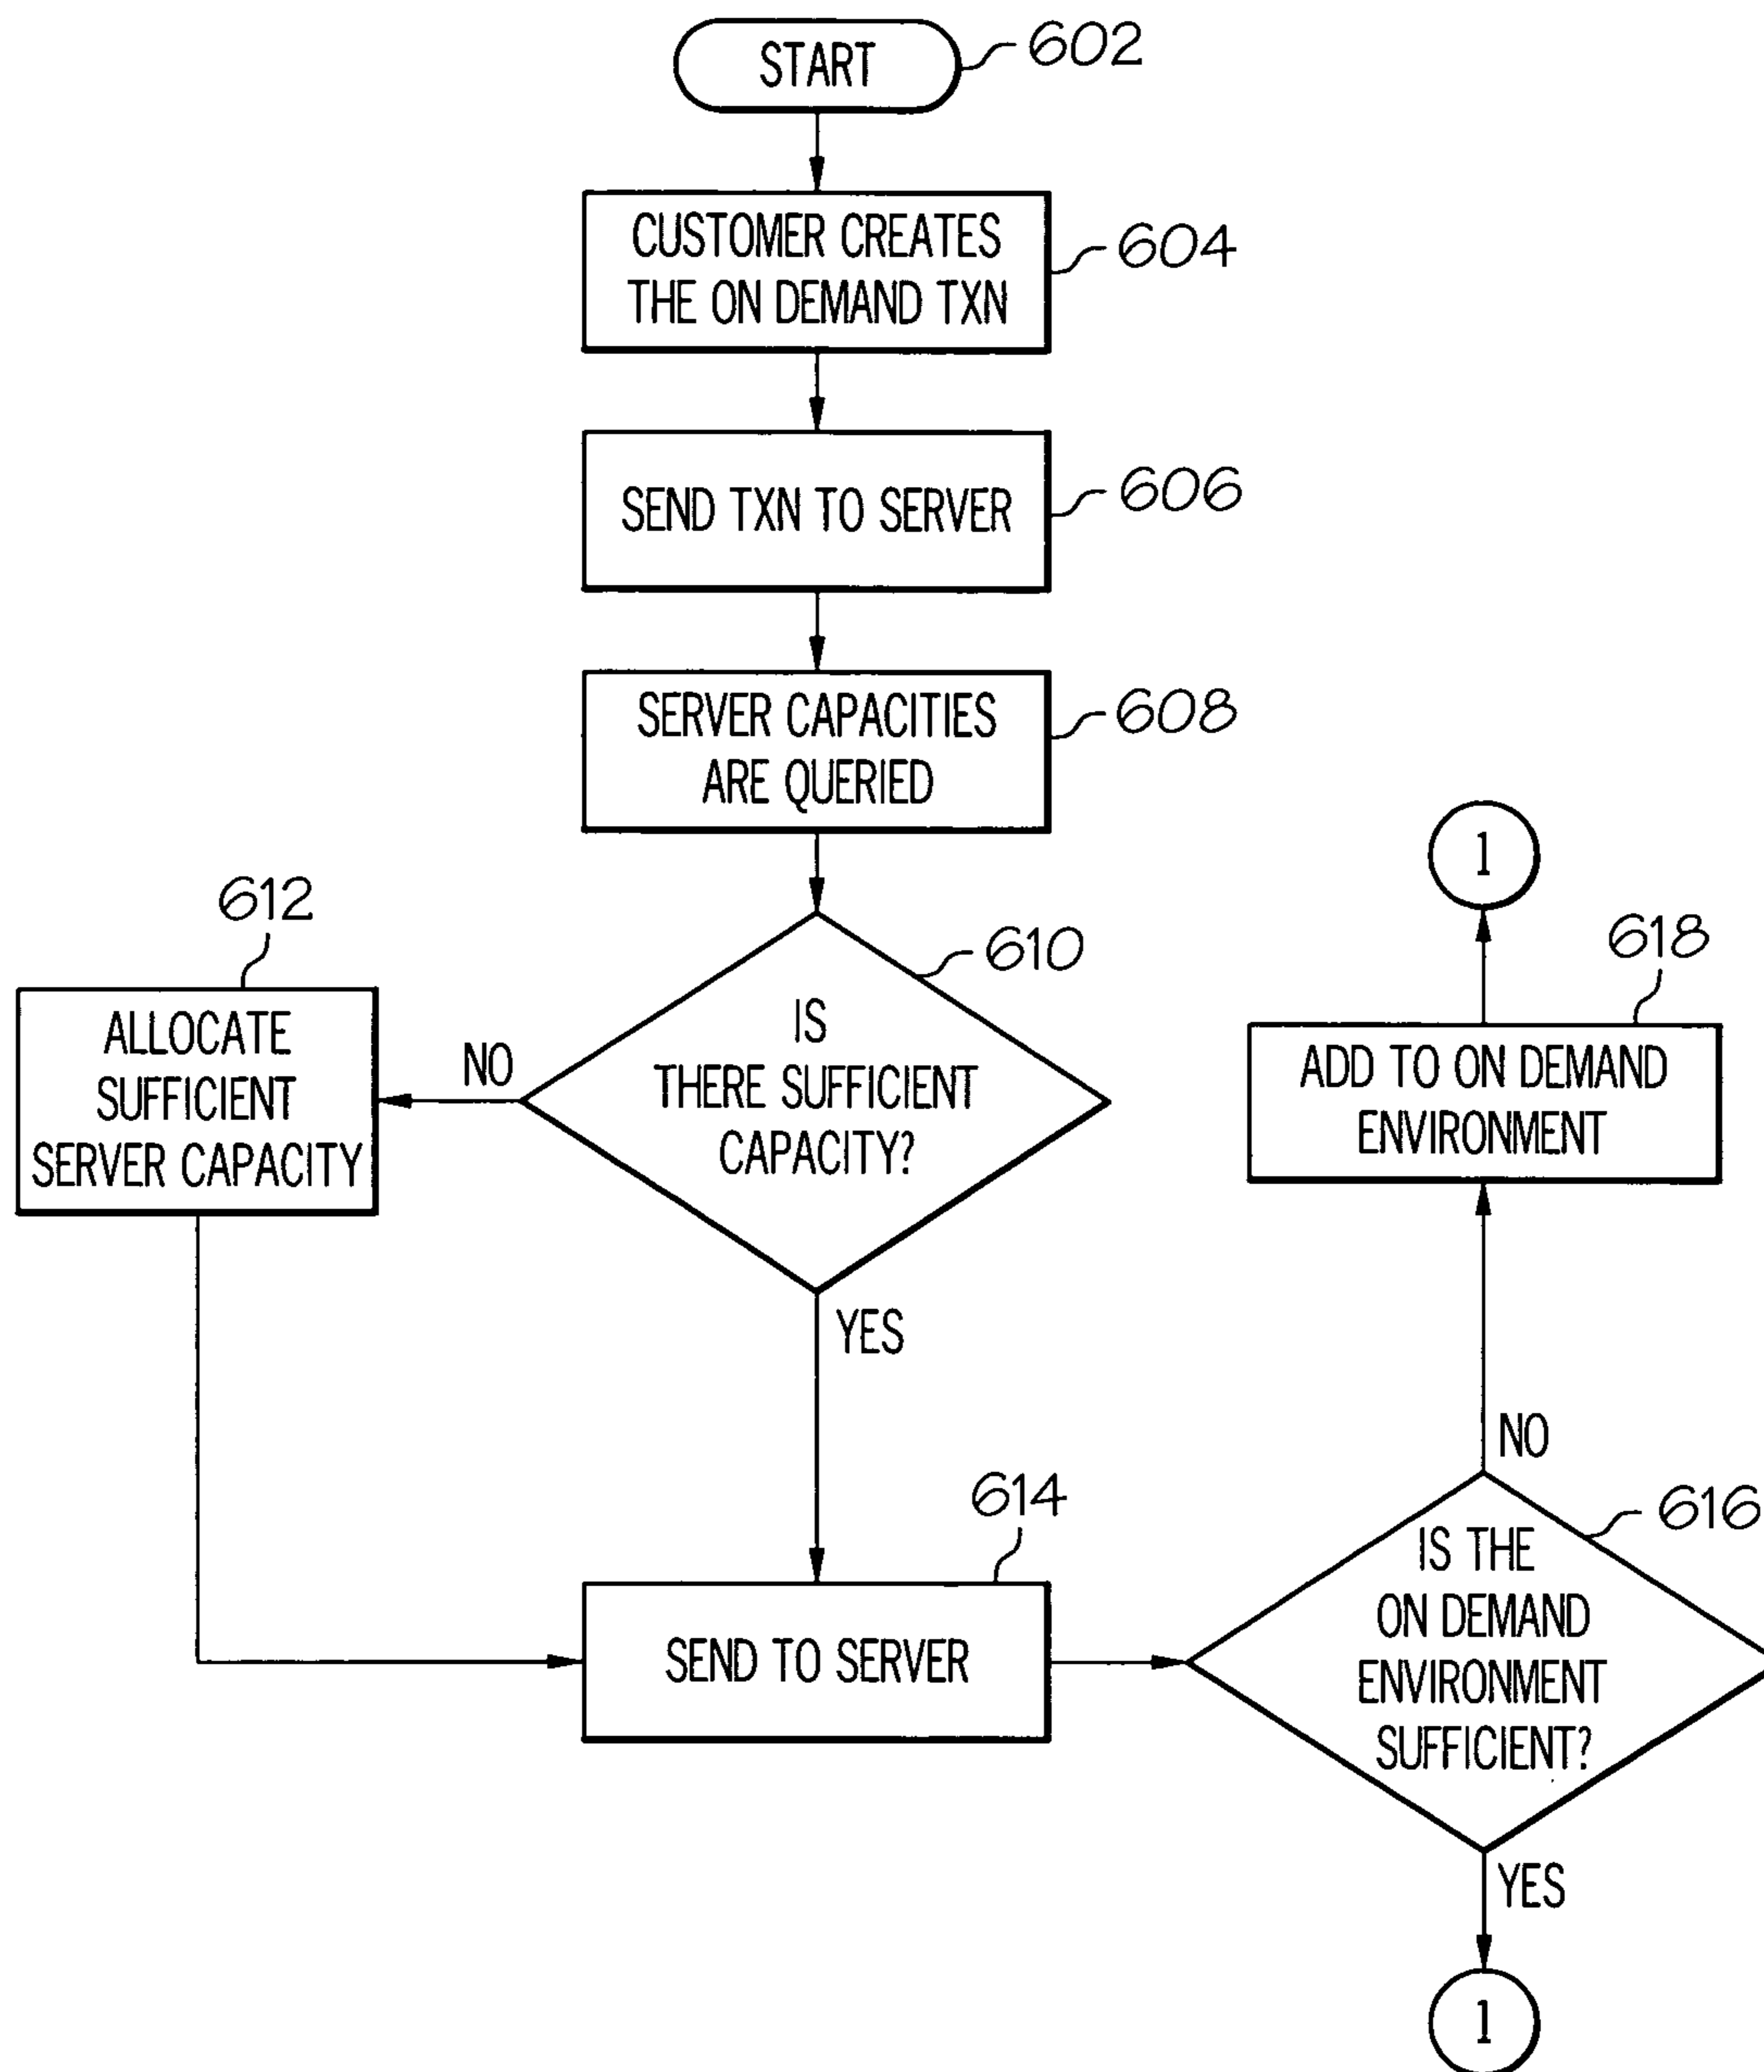 START
602
CUSTOMER CREATES
THE ON DEMAND TXN
604
SEND TXN TO SERVER
606
SERVER CAPACITIES
ARE QUERIED
608
610
IS
THERE SUFFICIENT
CAPACITY?
NO
YES
612
ALLOCATE
SUFFICIENT
SERVER CAPACITY
614
SEND TO SERVER
616
IS THE
ON DEMAND
ENVIRONMENT
SUFFICIENT?
NO
YES
618
ADD TO ON DEMAND
ENVIRONMENT
1
1